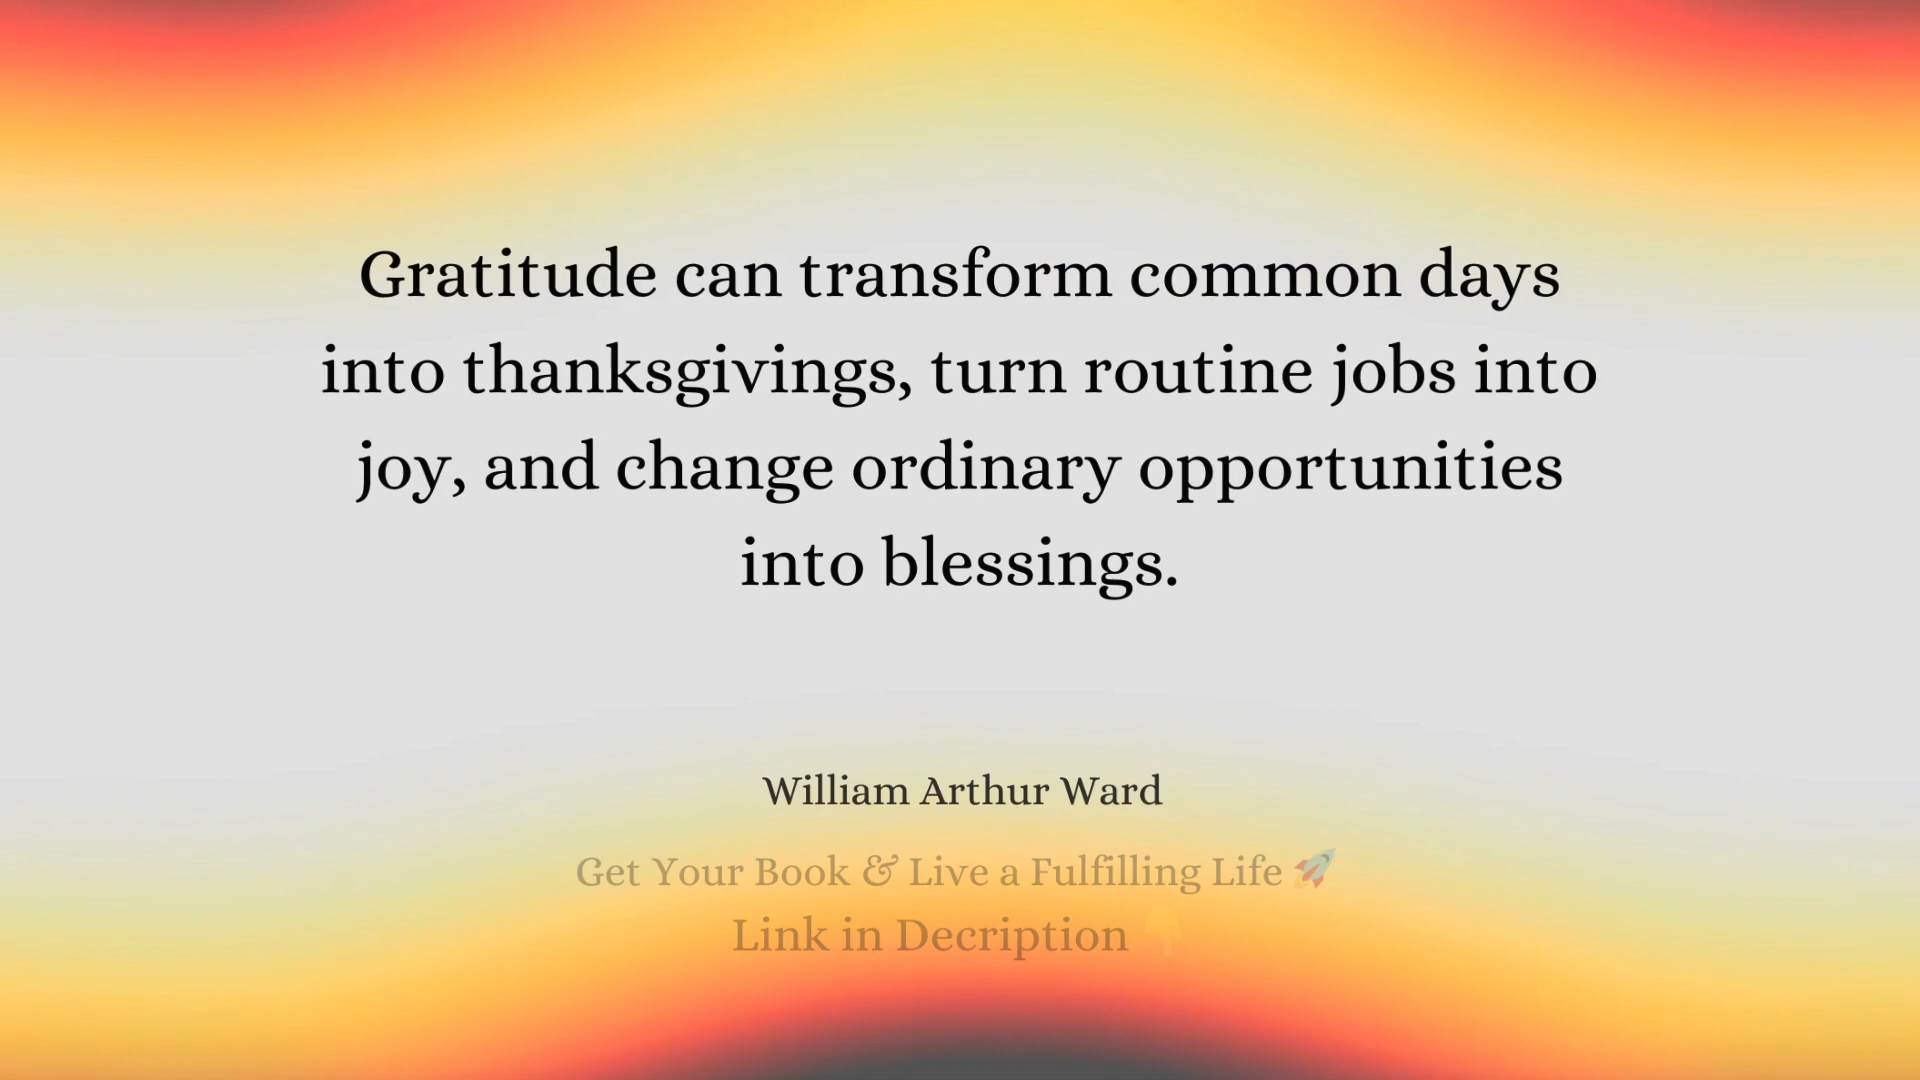 Gratitude can transform common days
into thanksgivings, turn routine jobs into
joy, and change ordinary opportunities
into blessings.
William Arthur Ward
Get Your Book & Live a Fulfilling Life 🚀
Link in Decription 👇